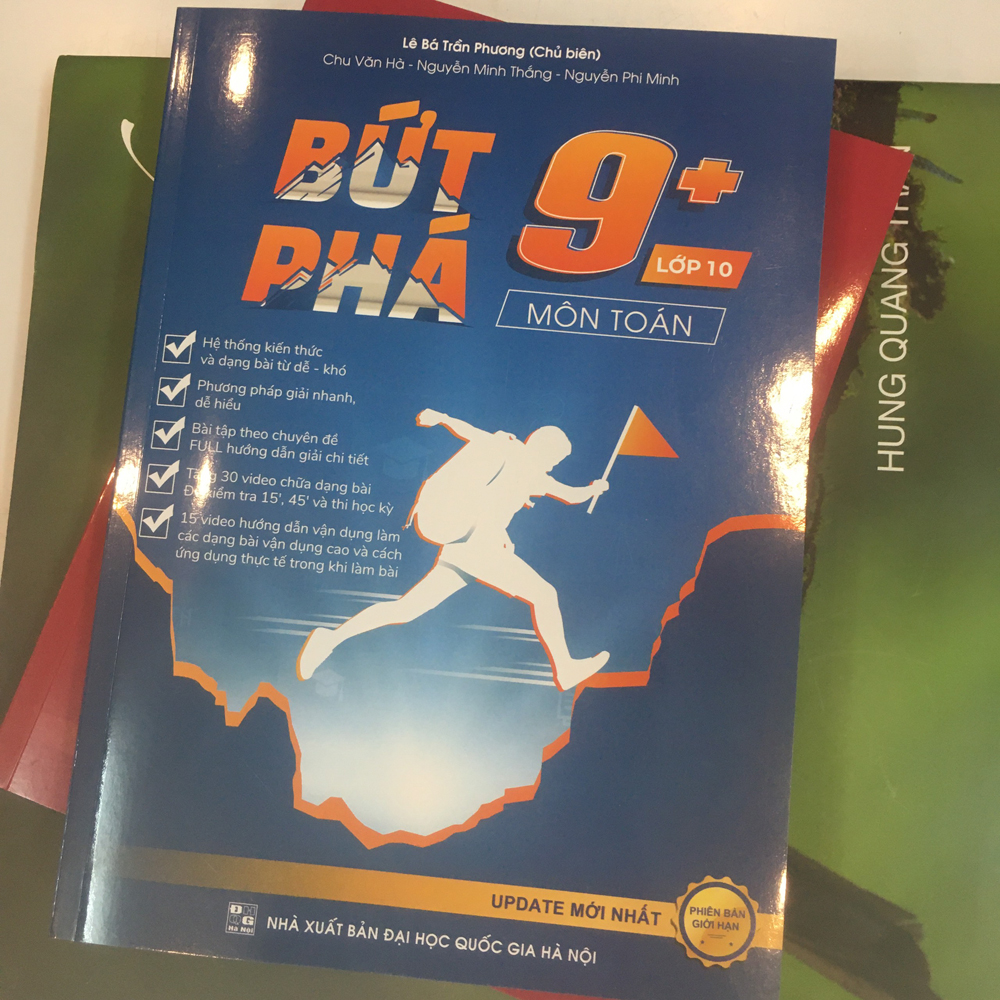 Lê Bá Trần Phương (Chủ biên)
Chu Văn Hà - Nguyễn Minh Thắng - Nguyễn Phi Minh
BỨT
PHÁ
9+
LỚP 10
MÔN TOÁN
Hệ thống kiến thức
và dạng bài từ dễ - khó
Phương pháp giải nhanh,
dễ hiểu
Bài tập theo chuyên đề
FULL hướng dẫn giải chi tiết
Tặng 30 video chữa dạng bài
Đề kiểm tra 15', 45' và thi học kỳ
15 video hướng dẫn vận dụng làm
các dạng bài vận dụng cao và cách
ứng dụng thực tế trong khi làm bài
UPDATE MỚI NHẤT
PHIÊN BẢN
GIỚI HẠN
Hà Nội
NHÀ XUẤT BẢN ĐẠI HỌC QUỐC GIA HÀ NỘI
HUNG QUANG